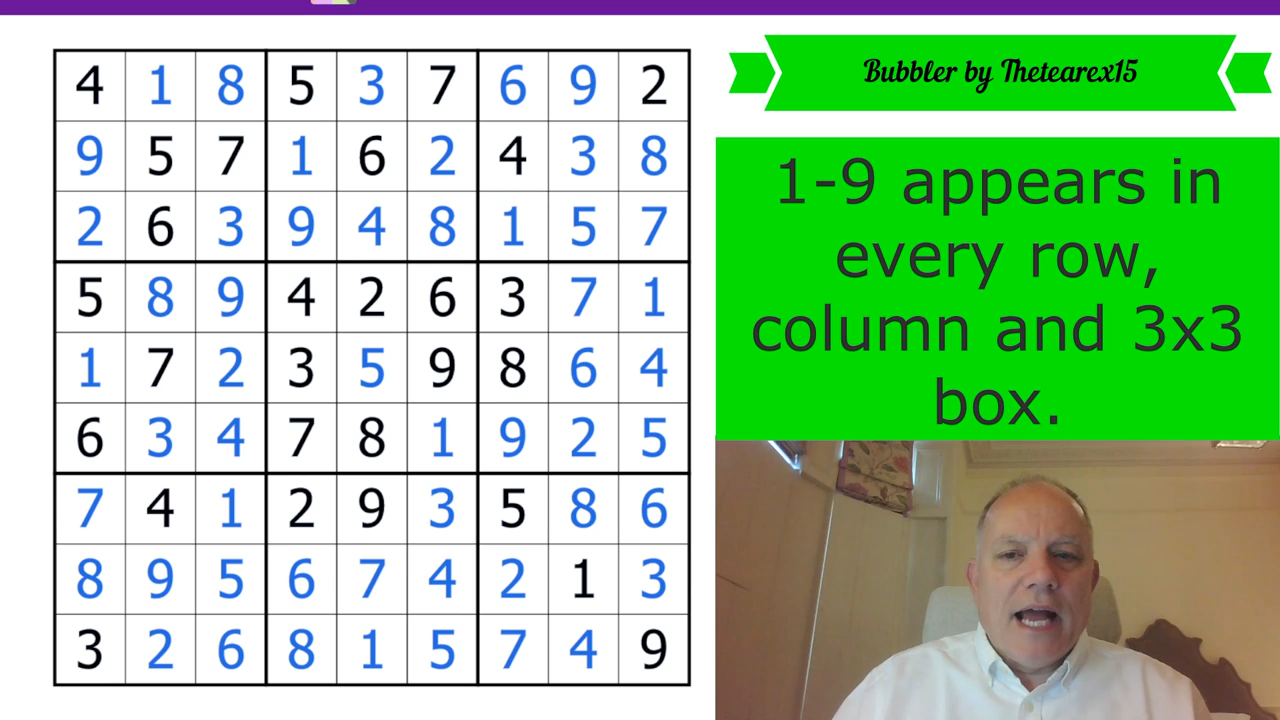 4 1 8 5 3 7 6 9 2
9 5 7 1 6 2 4 3 8
2 6 3 9 4 8 1 5 7
5 8 9 4 2 6 3 7 1
1 7 2 3 5 9 8 6 4
6 3 4 7 8 1 9 2 5
7 4 1 2 9 3 5 8 6
8 9 5 6 7 4 2 1 3
3 2 6 8 1 5 7 4 9
Bubbler by Thetearex15
1-9 appears in
every row,
column and 3x3
box.